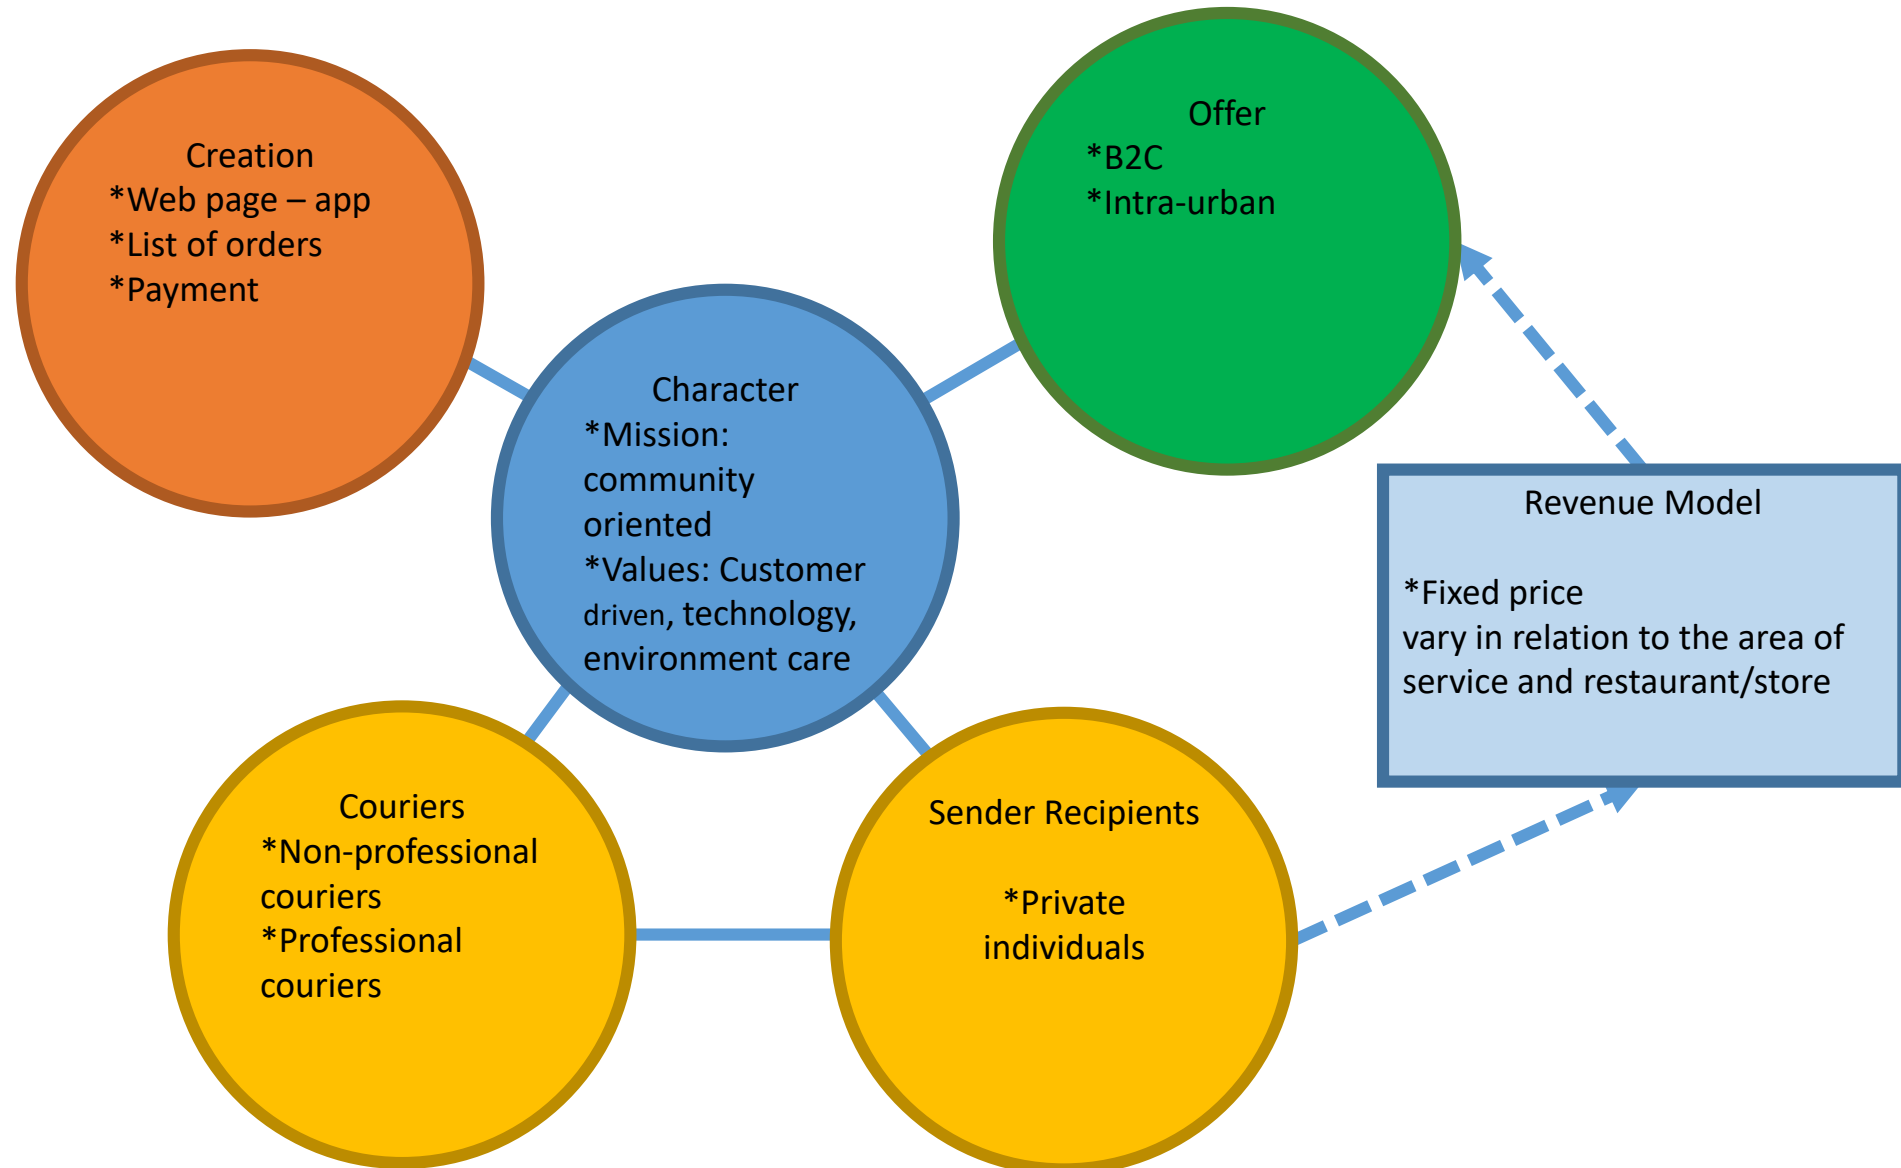 Creation
*Web page – app
*List of orders
*Payment
Offer
*B2C
*Intra-urban
Character
*Mission:
community
oriented
*Values: Customer
driven, technology,
environment care
Revenue Model
*Fixed price
vary in relation to the area of
service and restaurant/store
Couriers
*Non-professional
couriers
*Professional
couriers
Sender Recipients
*Private
individuals